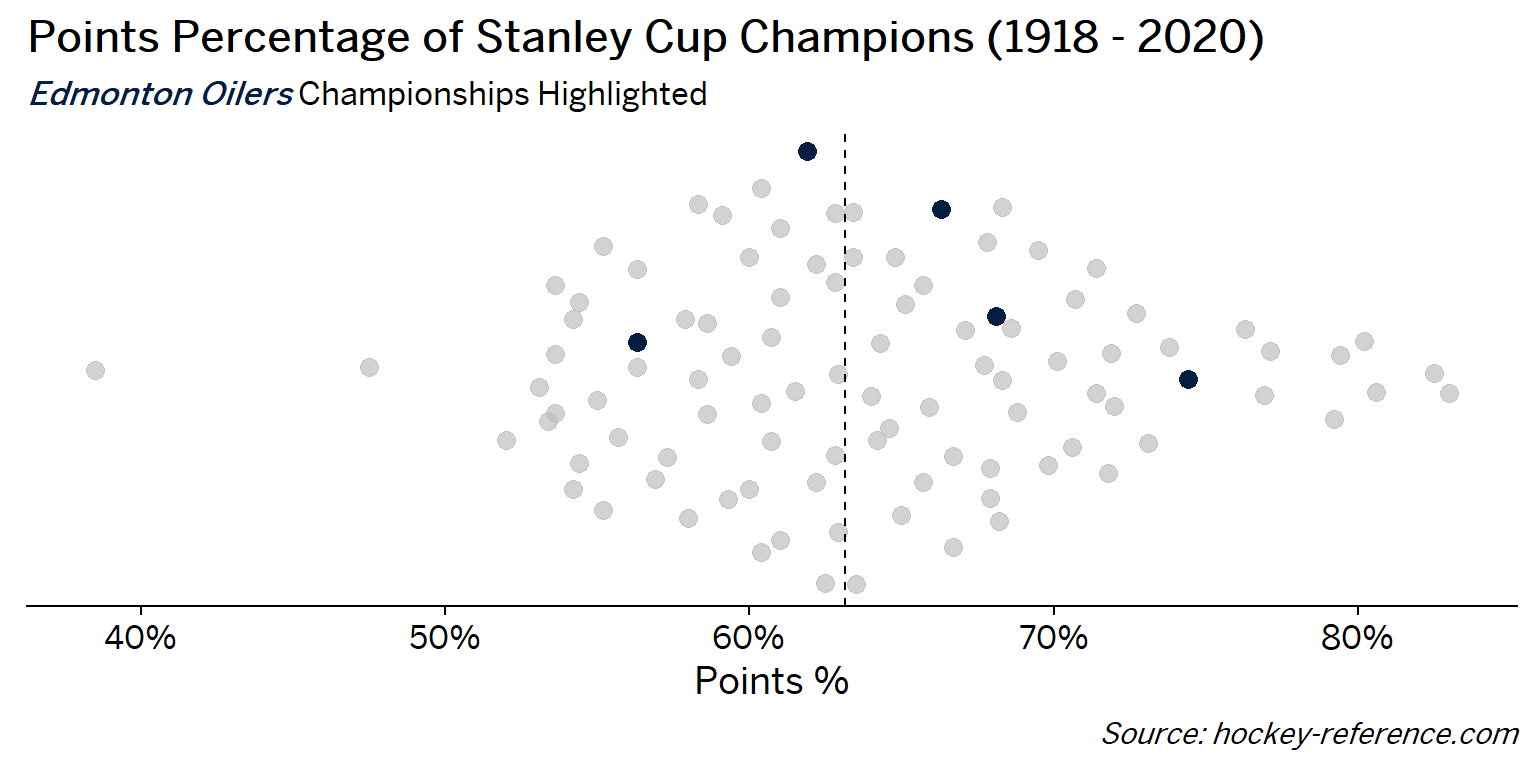 Points Percentage of Stanley Cup Champions (1918 - 2020)
Edmonton Oilers Championships Highlighted
40% 50% 60% 70% 80%
Points %
Source: hockey-reference.com